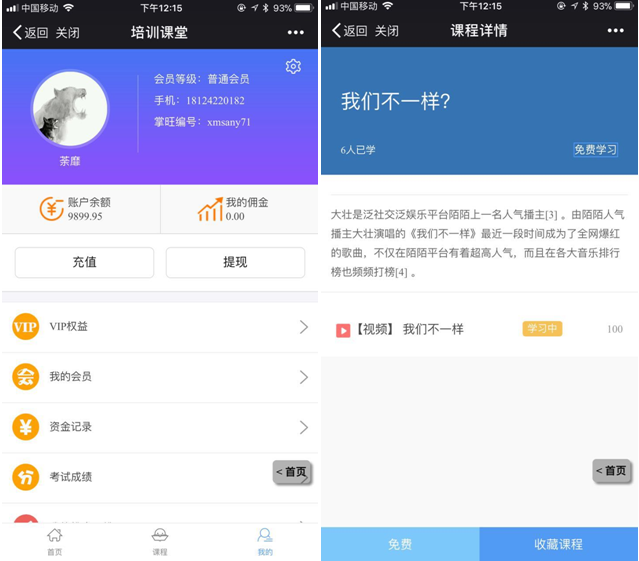 中国移动 下午12:15 93%
返回 关闭 培训课堂
会员等级：普通会员
手机：18124220182
掌旺编号：xmsany71
荼靡
账户余额
9899.95
我的佣金
0.00
充值 提现
VIP VIP权益
会 我的会员
¥ 资金记录
分 考试成绩
< 首页
首页 课程 我的
中国移动 下午12:15 93%
返回 关闭 课程详情
我们不一样?
6人已学 免费学习
大壮是泛社交泛娱乐平台陌陌上一名人气播主[3] 。由陌陌人气
播主大壮演唱的《我们不一样》最近一段时间成为了全网爆红
的歌曲，不仅在陌陌平台有着超高人气，而且在各大音乐排行
榜也频频打榜[4] 。
【视频】 我们不一样 学习中 100
< 首页
免费 收藏课程